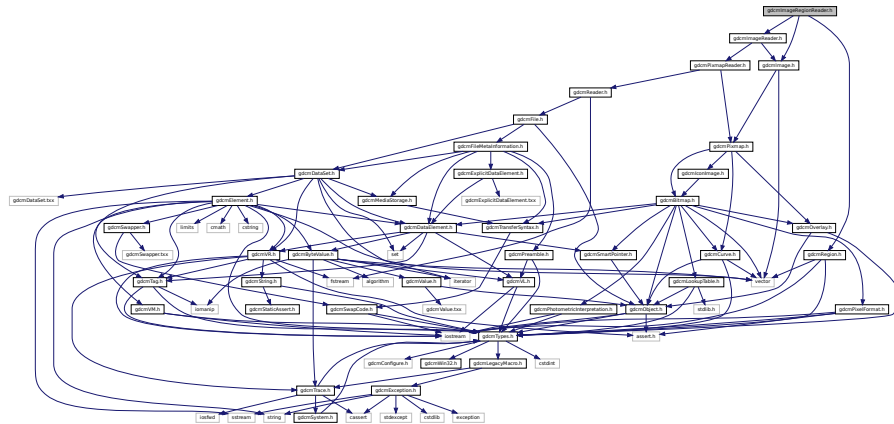 gdcmImageRegionReader.h
gdcmImageReader.h
gdcmPixmapReader.h
gdcmImage.h
gdcmReader.h
gdcmFile.h
gdcmFileMetaInformation.h
gdcmPixmap.h
gdcmDataSet.h
gdcmExplicitDataElement.h
gdcmIconImage.h
gdcmDataSet.txx
gdcmElement.h
gdcmMediaStorage.h
gdcmExplicitDataElement.txx
gdcmBitmap.h
gdcmSwapper.h
limits
cmath
cstring
gdcmDataElement.h
gdcmTransferSyntax.h
gdcmOverlay.h
gdcmSwapper.txx
gdcmVR.h
gdcmByteValue.h
set
gdcmPreamble.h
gdcmSmartPointer.h
gdcmCurve.h
gdcmRegion.h
gdcmTag.h
gdcmString.h
fstream
algorithm
gdcmValue.h
iterator
gdcmVL.h
gdcmLookupTable.h
vector
gdcmVM.h
iomanip
gdcmStaticAssert.h
gdcmSwapCode.h
gdcmValue.txx
gdcmPhotometricInterpretation.h
gdcmObject.h
stdlib.h
gdcmPixelFormat.h
iostream
gdcmTypes.h
assert.h
gdcmConfigure.h
gdcmWin32.h
gdcmLegacyMacro.h
cstdint
gdcmTrace.h
gdcmException.h
iosfwd
sstream
string
gdcmSystem.h
cassert
stdexcept
cstdlib
exception